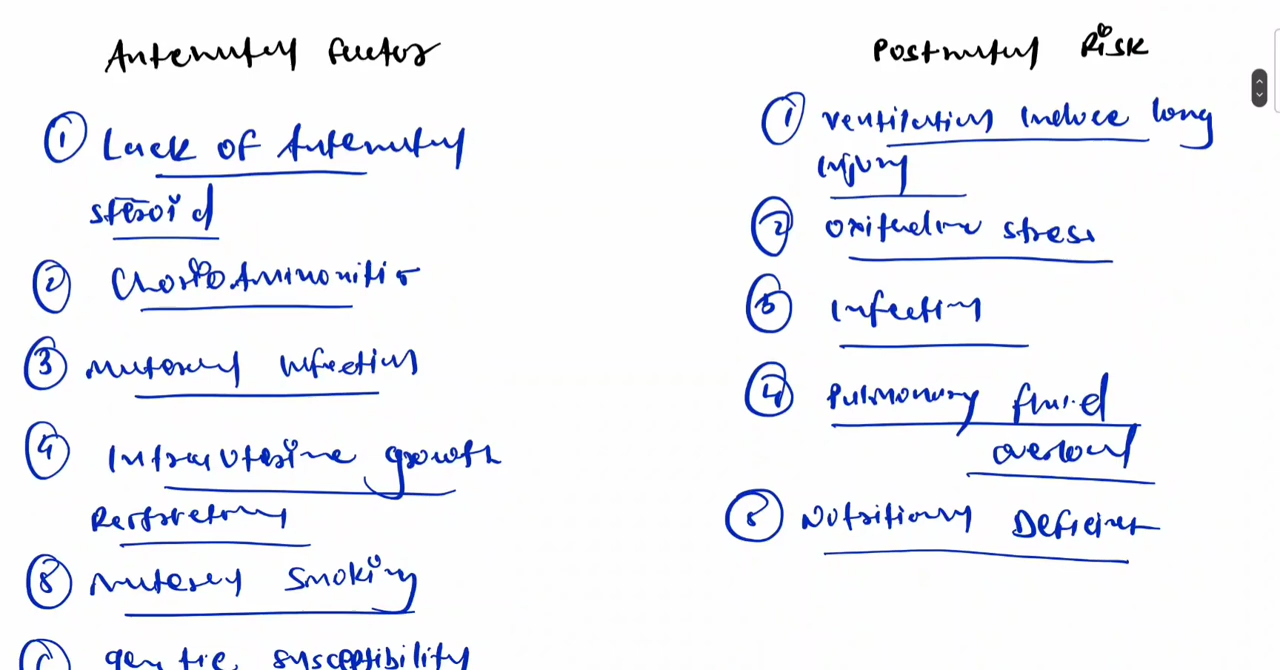 Antenatal factor
① Lack of Antenatal
steroid
② ChorioAmnionitis
③ Maternal infection
④ Intrauterine growth
Restriction
⑤ Maternal Smoking
⑥ genetic susceptibility
Postnatal Risk
① ventilation induce long
injury
② oxidative stress
③ Infection
④ Pulmonary fluid
overload
⑤ Nutritional Deficient